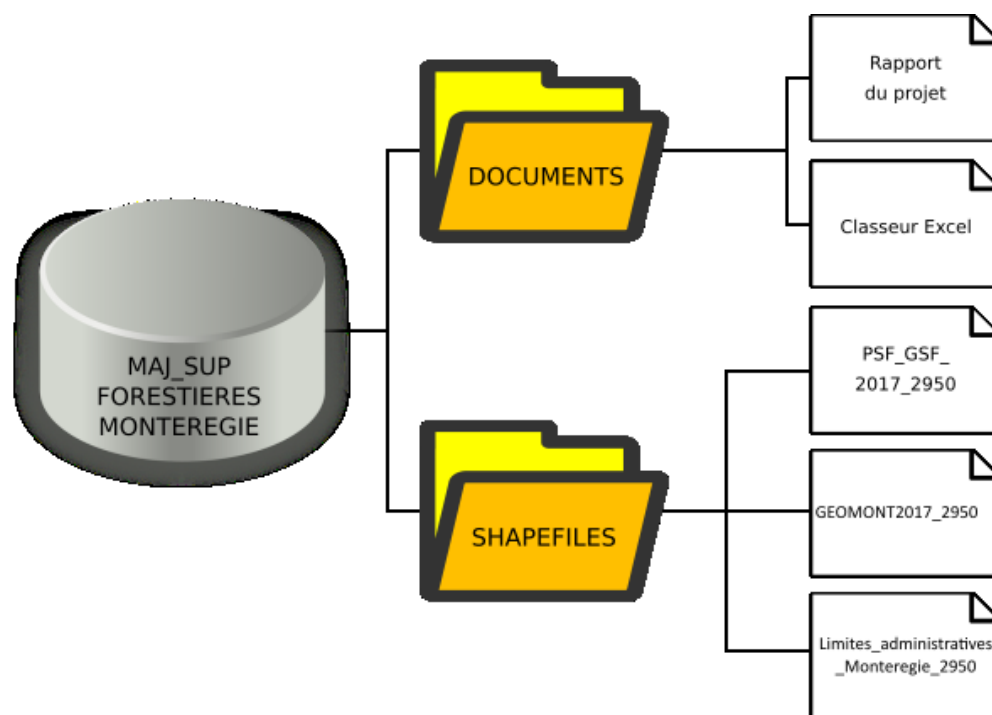 MAJ_SUP
FORESTIERES
MONTEREGIE
DOCUMENTS
Rapport
du projet
Classeur Excel
SHAPEFILES
PSF_GSF_
2017_2950
GEOMONT2017_2950
Limites_administratives
_Monteregie_2950